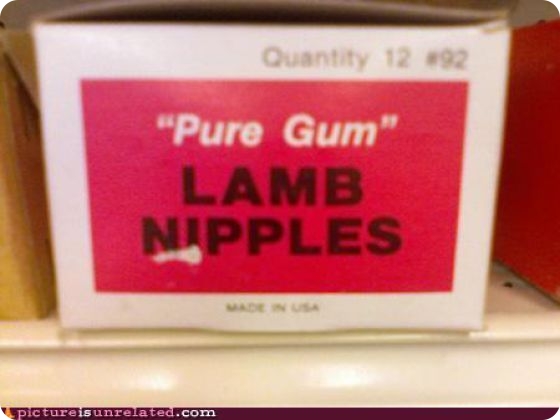 Quantity 12 #92
"Pure Gum"
LAMB
NIPPLES
MADE IN USA
pictureisunrelated.com